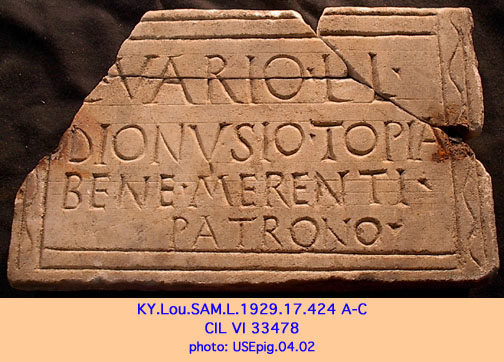 VARIO·L L·
DIONVSIO·TOPIA
BENE·MERENTI·
PATRONO
KY.Lou.SAM.L.1929.17.424 A-C
CIL VI 33478
photo: USEpig.04.02